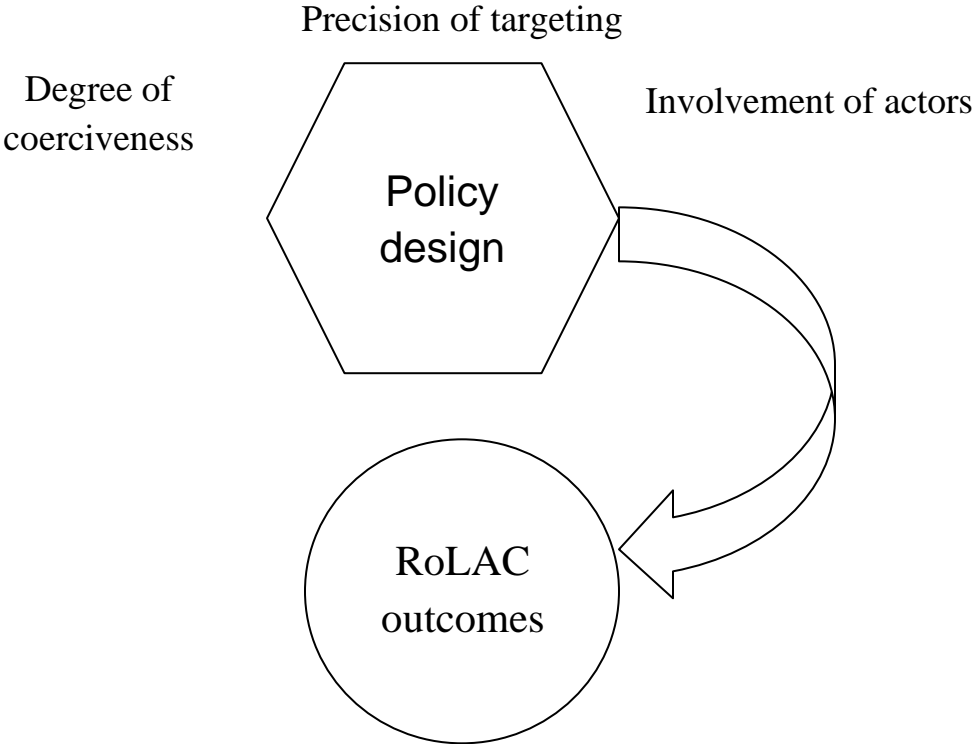 Precision of targeting
Degree of
coerciveness
Involvement of actors
Policy
design
RoLAC
outcomes